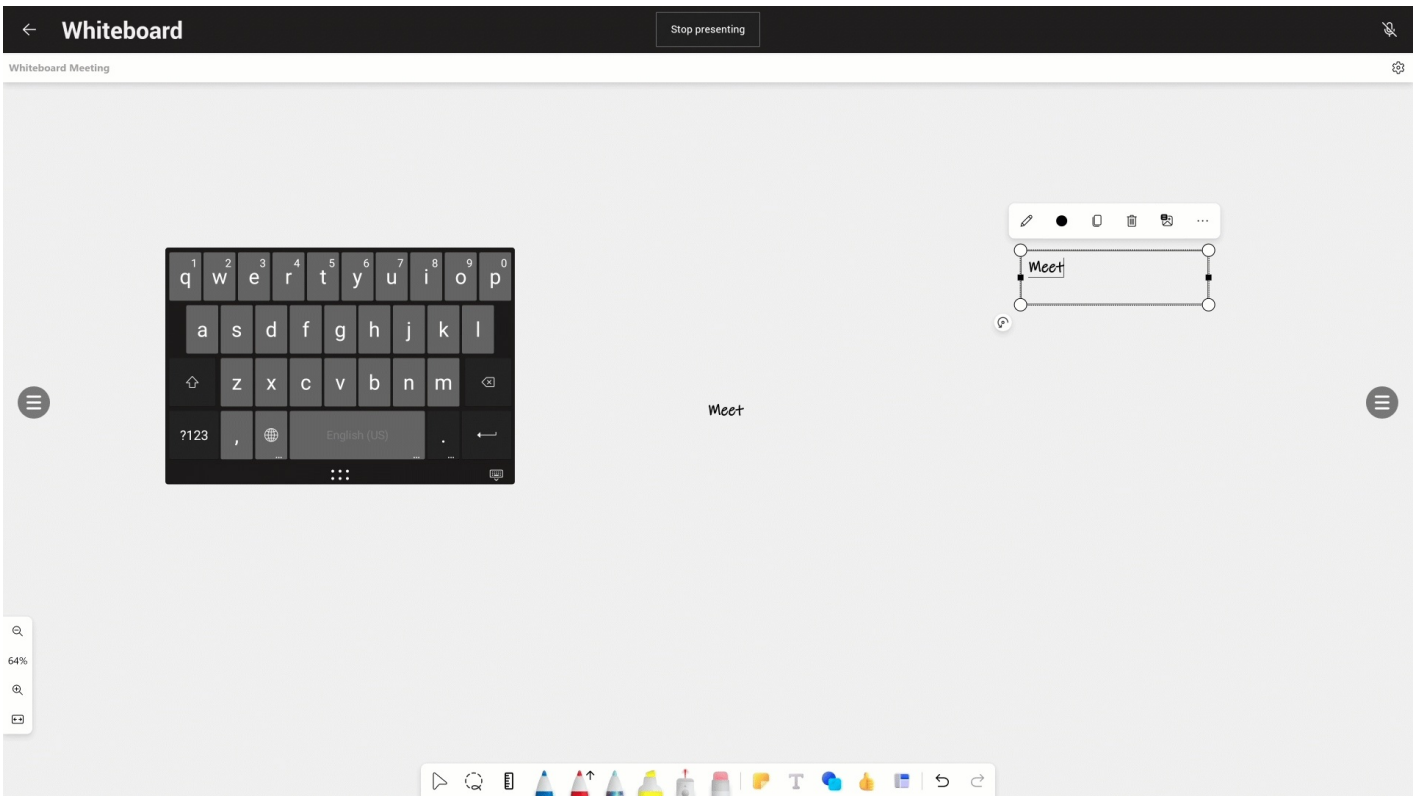 Whiteboard
Stop presenting
Whiteboard Meeting
Meet
1 2 3 4 5 6 7 8 9 0
q w e r t y u i o p
a s d f g h j k l
z x c v b n m
?123 , English (US) .
Meet
64%
T